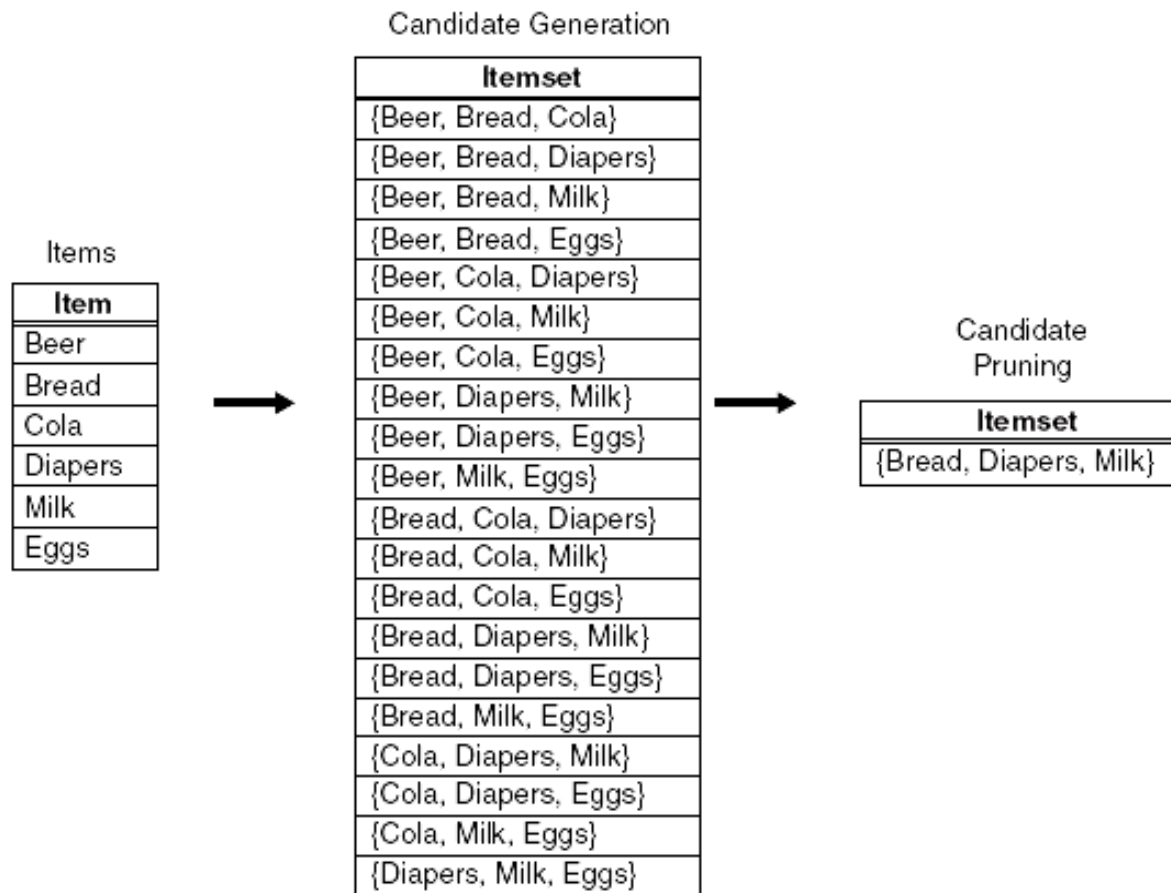 Candidate Generation
Itemset
{Beer, Bread, Cola}
{Beer, Bread, Diapers}
{Beer, Bread, Milk}
{Beer, Bread, Eggs}
{Beer, Cola, Diapers}
{Beer, Cola, Milk}
{Beer, Cola, Eggs}
{Beer, Diapers, Milk}
{Beer, Diapers, Eggs}
{Beer, Milk, Eggs}
{Bread, Cola, Diapers}
{Bread, Cola, Milk}
{Bread, Cola, Eggs}
{Bread, Diapers, Milk}
{Bread, Diapers, Eggs}
{Bread, Milk, Eggs}
{Cola, Diapers, Milk}
{Cola, Diapers, Eggs}
{Cola, Milk, Eggs}
{Diapers, Milk, Eggs}
Items
Item
Beer
Bread
Cola
Diapers
Milk
Eggs
Candidate
Pruning
Itemset
{Bread, Diapers, Milk}